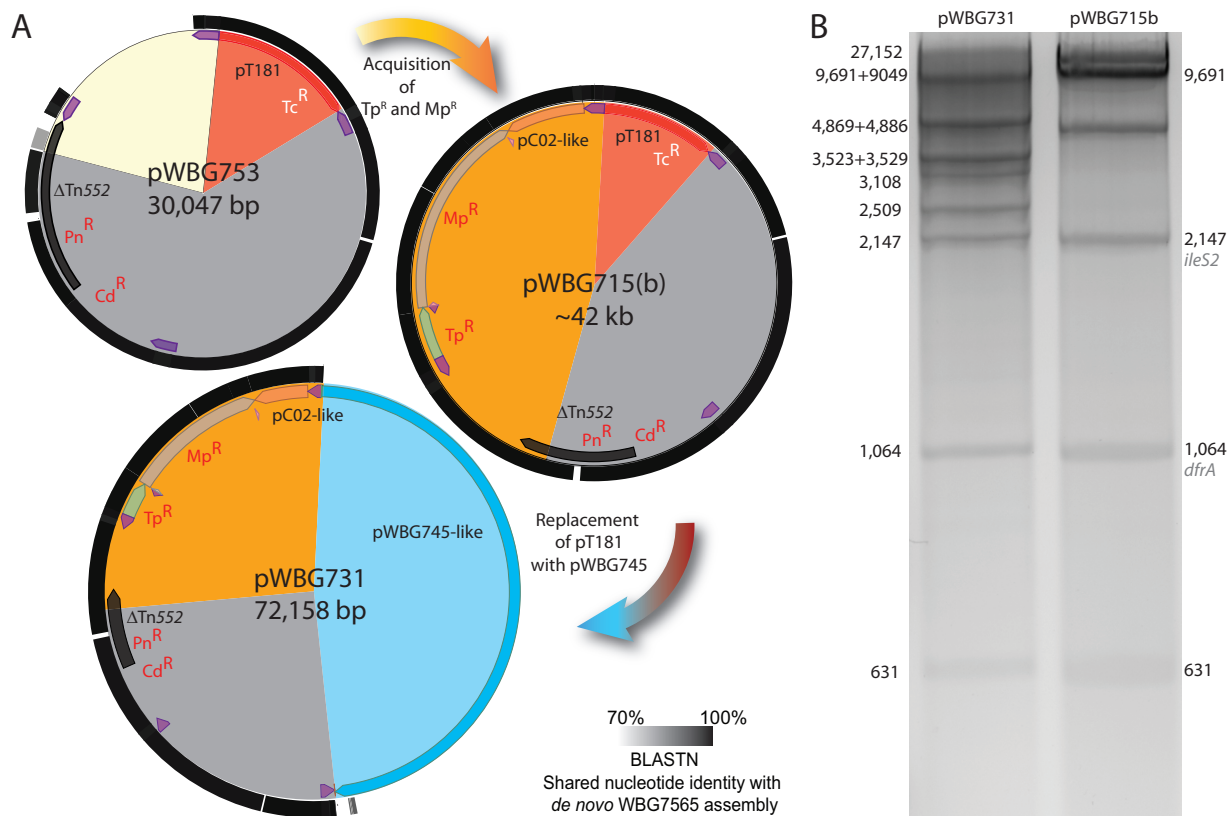 A
pT181
Tc^R
ΔTn552
pWBG753
30,047 bp
Pn^R
Cd^R
Acquisition
of
Tp^R and Mp^R
pC02-like
pT181
Tc^R
Mp^R
pWBG715(b)
~42 kb
Tp^R
ΔTn552
Pn^R
Cd^R
pC02-like
Mp^R
Tp^R
pWBG745-like
pWBG731
72,158 bp
ΔTn552
Pn^R
Cd^R
Replacement
of pT181
with pWBG745
70% 100%
BLASTN
Shared nucleotide identity with
de novo WBG7565 assembly
B
pWBG731 pWBG715b
27,152
9,691+9049
4,869+4,886
3,523+3,529
3,108
2,509
2,147
1,064
631
9,691
2,147
ileS2
1,064
dfrA
631